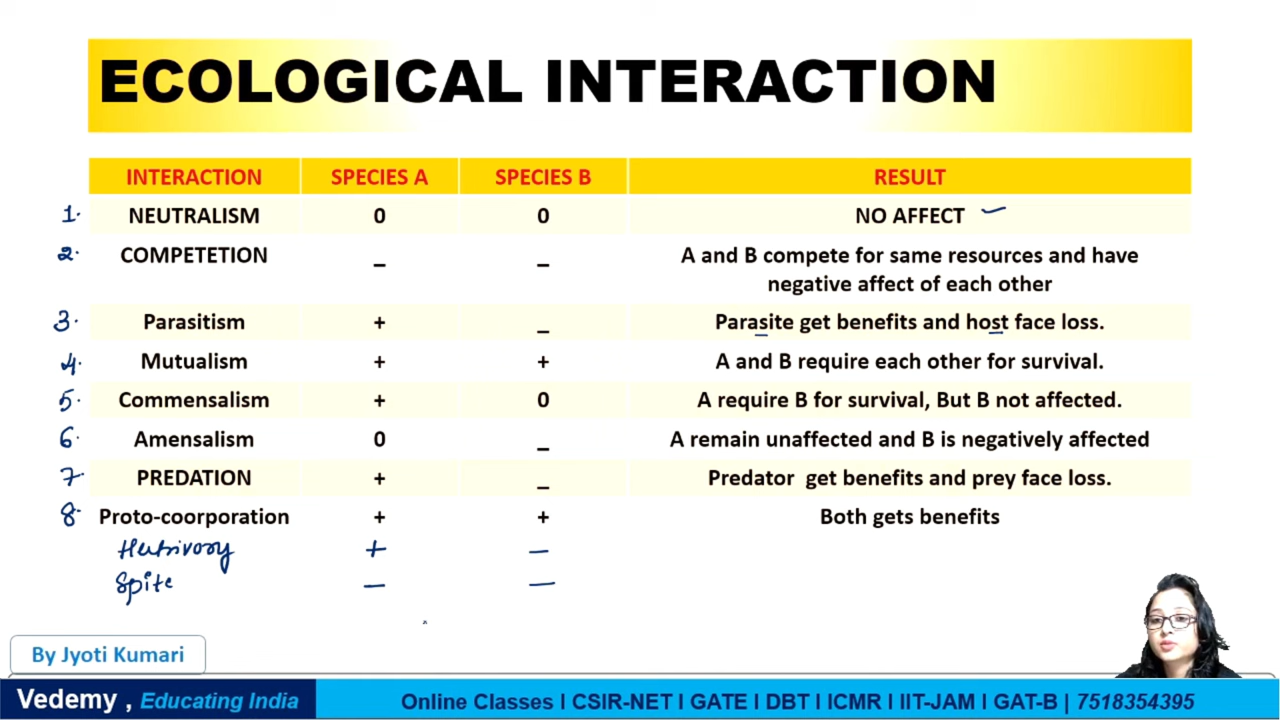 ECOLOGICAL INTERACTION
INTERACTION SPECIES A SPECIES B RESULT
1. NEUTRALISM 0 0 NO AFFECT
2. COMPETETION _ _ A and B compete for same resources and have
negative affect of each other
3. Parasitism + _ Parasite get benefits and host face loss.
4. Mutualism + + A and B require each other for survival.
5. Commensalism + 0 A require B for survival, But B not affected.
6. Amensalism 0 _ A remain unaffected and B is negatively affected
7. PREDATION + _ Predator get benefits and prey face loss.
8. Proto-coorporation + + Both gets benefits
Herbivory + –
Spite – –
By Jyoti Kumari
Vedemy , Educating India
Online Classes I CSIR-NET I GATE I DBT I ICMR I IIT-JAM I GAT-B | 7518354395